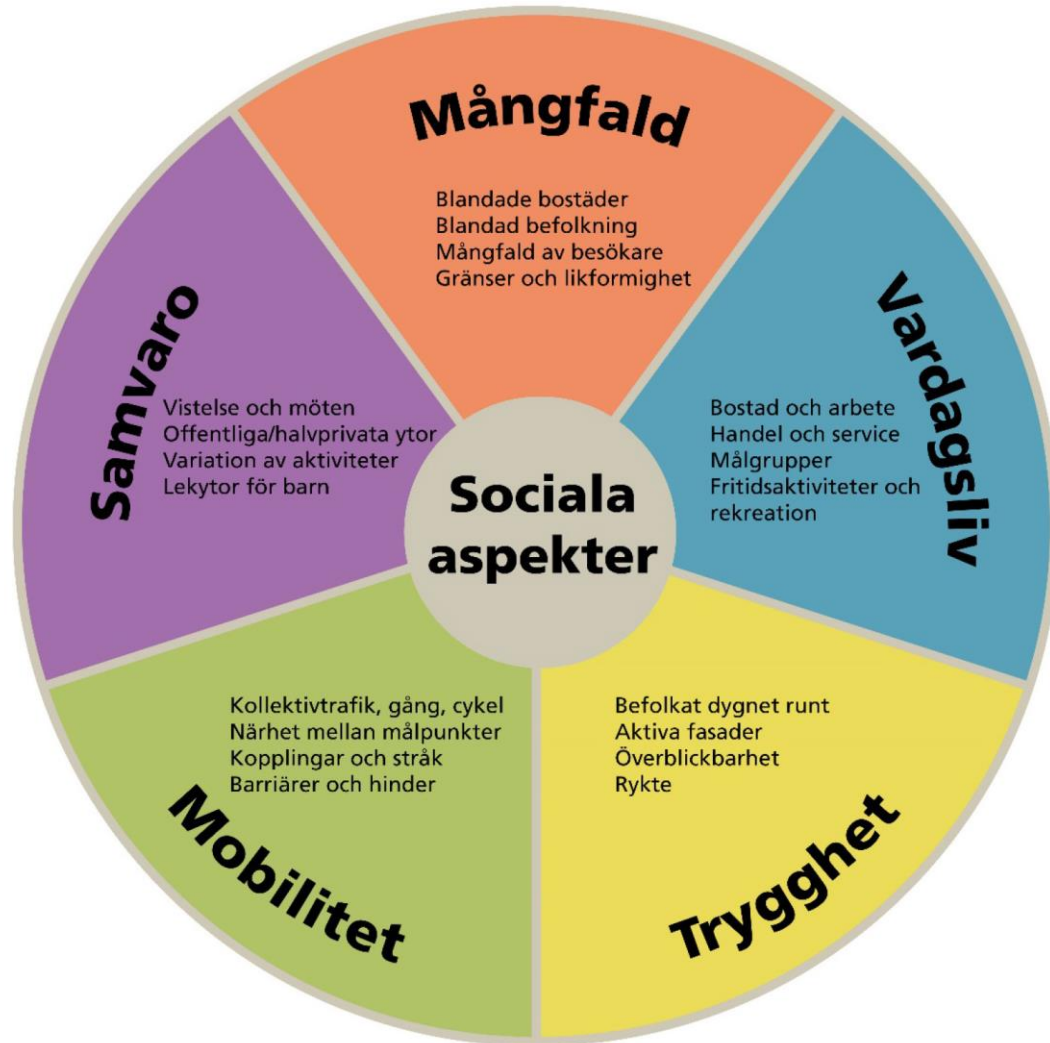 Mångfald
Blandade bostäder
Blandad befolkning
Mångfald av besökare
Gränser och likformighet
Vardagsliv
Bostad och arbete
Handel och service
Målgrupper
Fritidsaktiviteter och
rekreation
Trygghet
Befolkat dygnet runt
Aktiva fasader
Överblickbarhet
Rykte
Mobilitet
Kollektivtrafik, gång, cykel
Närhet mellan målpunkter
Kopplingar och stråk
Barriärer och hinder
Samvaro
Vistelse och möten
Offentliga/halvprivata ytor
Variation av aktiviteter
Lekytor för barn
Sociala
aspekter